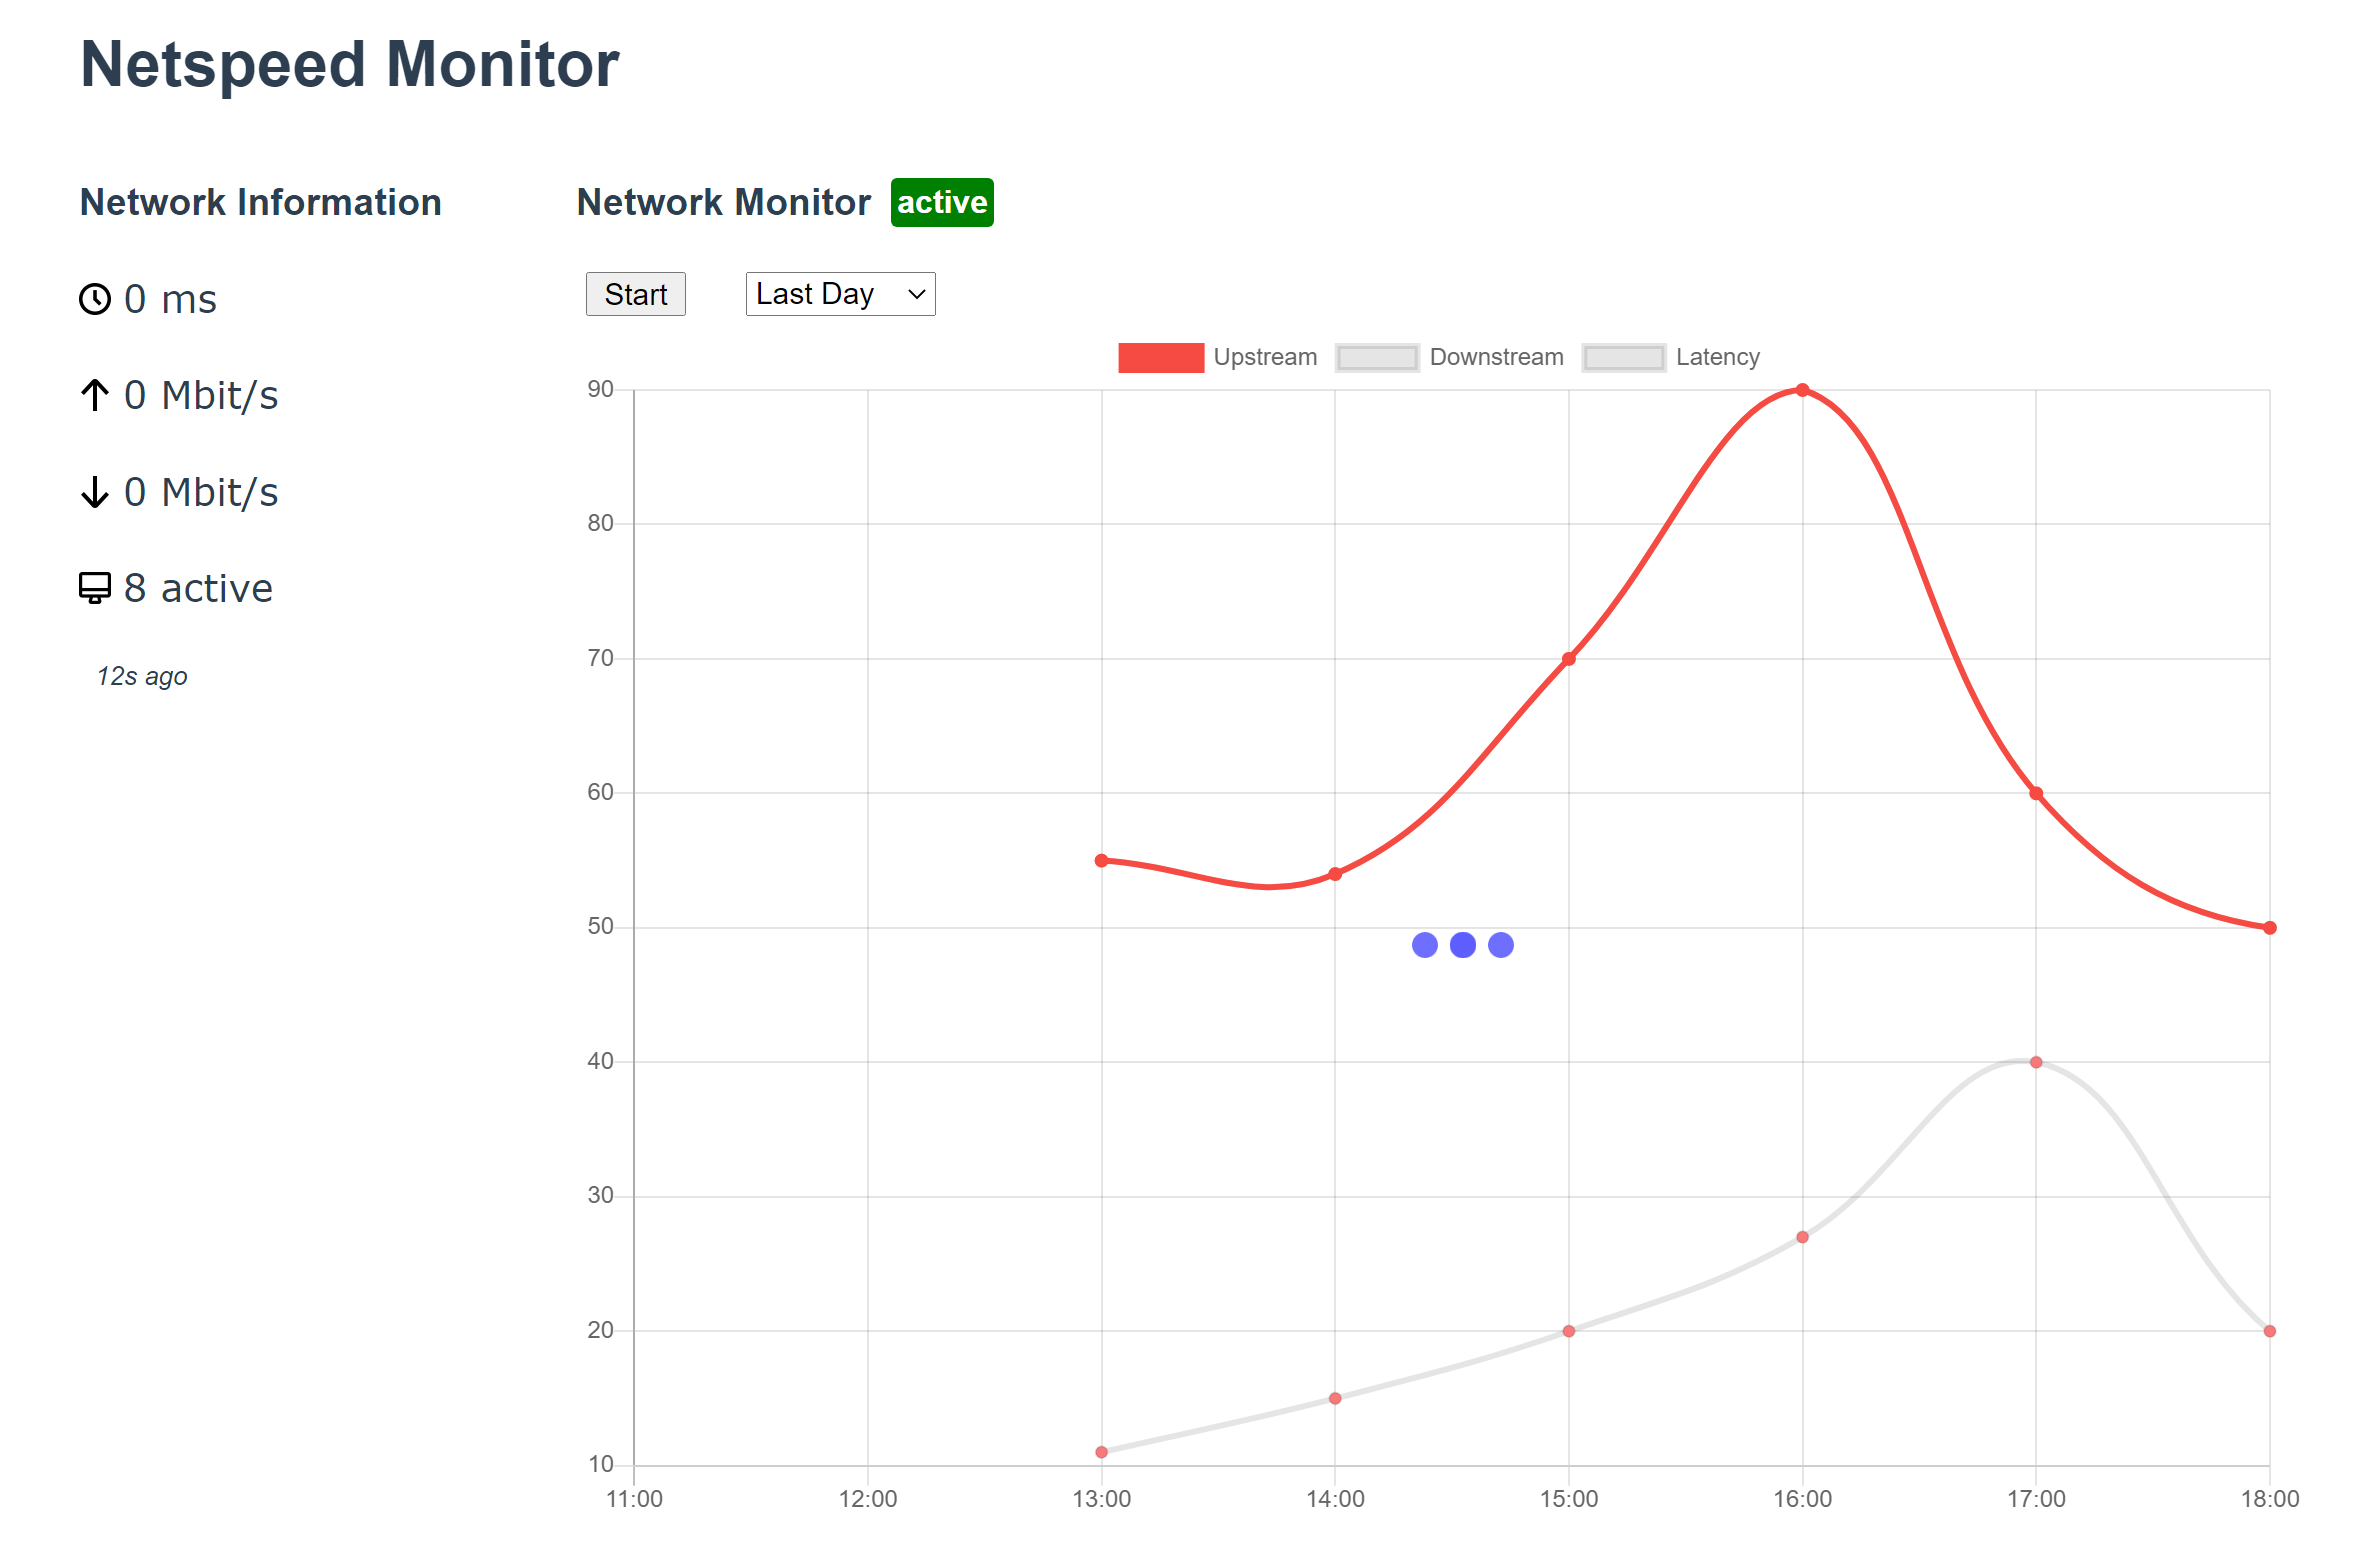 Netspeed Monitor
Network Information
0 ms
0 Mbit/s
0 Mbit/s
8 active
12s ago
Network Monitor active
Start Last Day
Upstream Downstream Latency
90
80
70
60
50
40
30
20
10
11:00 12:00 13:00 14:00 15:00 16:00 17:00 18:00